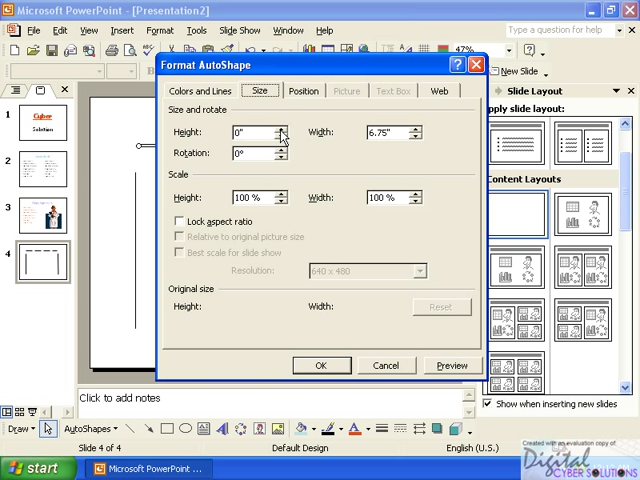 Microsoft PowerPoint - [Presentation2]
File Edit View Insert Format Tools Slide Show Window
Type a question for help
47%
New Slide
Format AutoShape
Colors and Lines Size Position Picture Text Box Web
Size and rotate
Height: 0" Width: 6.75"
Rotation: 0°
Scale
Height: 100 % Width: 100 %
Lock aspect ratio
Relative to original picture size
Best scale for slide show
Resolution: 640 x 480
Original size
Height: Width: Reset
OK Cancel Preview
1
Cyber
Solution
2
3
4
Slide Layout
pply slide layout:
Content Layouts
Show when inserting new slides
Click to add notes
Draw AutoShapes
Slide 4 of 4 Default Design English (U.S.)
start Microsoft PowerPoint ...
Created with an evaluation copy of
Digital
CYBER SOLUTIONS